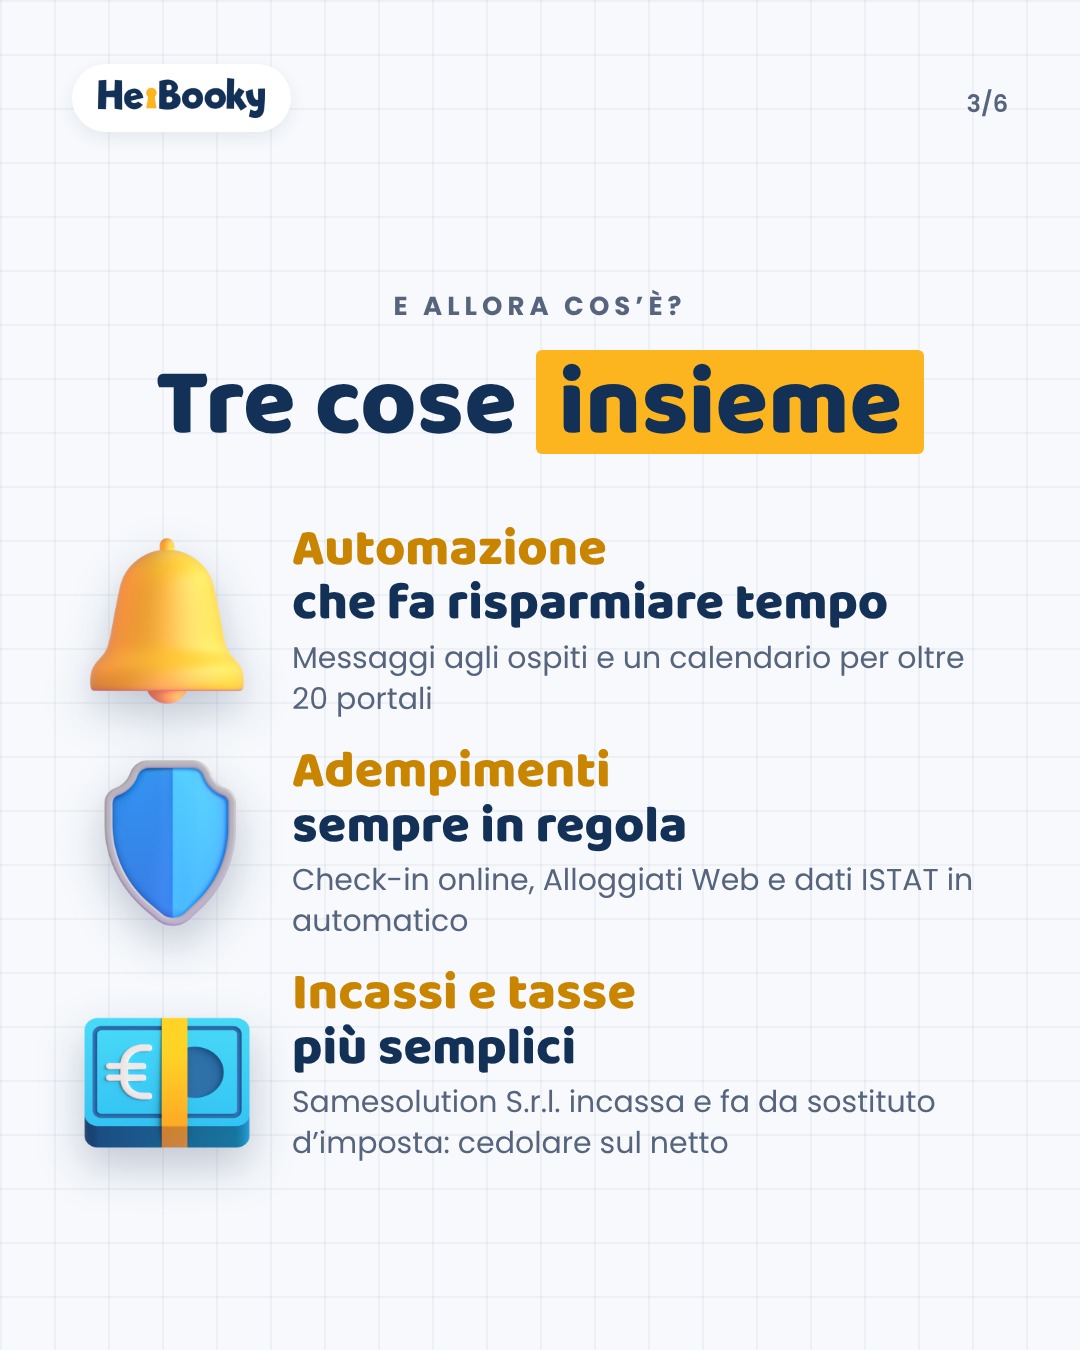 HeiBooky
3/6
E ALLORA COS’È?
Tre cose insieme
Automazione
che fa risparmiare tempo
Messaggi agli ospiti e un calendario per oltre
20 portali
Adempimenti
sempre in regola
Check-in online, Alloggiati Web e dati ISTAT in
automatico
€
Incassi e tasse
più semplici
Samesolution S.r.l. incassa e fa da sostituto
d’imposta: cedolare sul netto